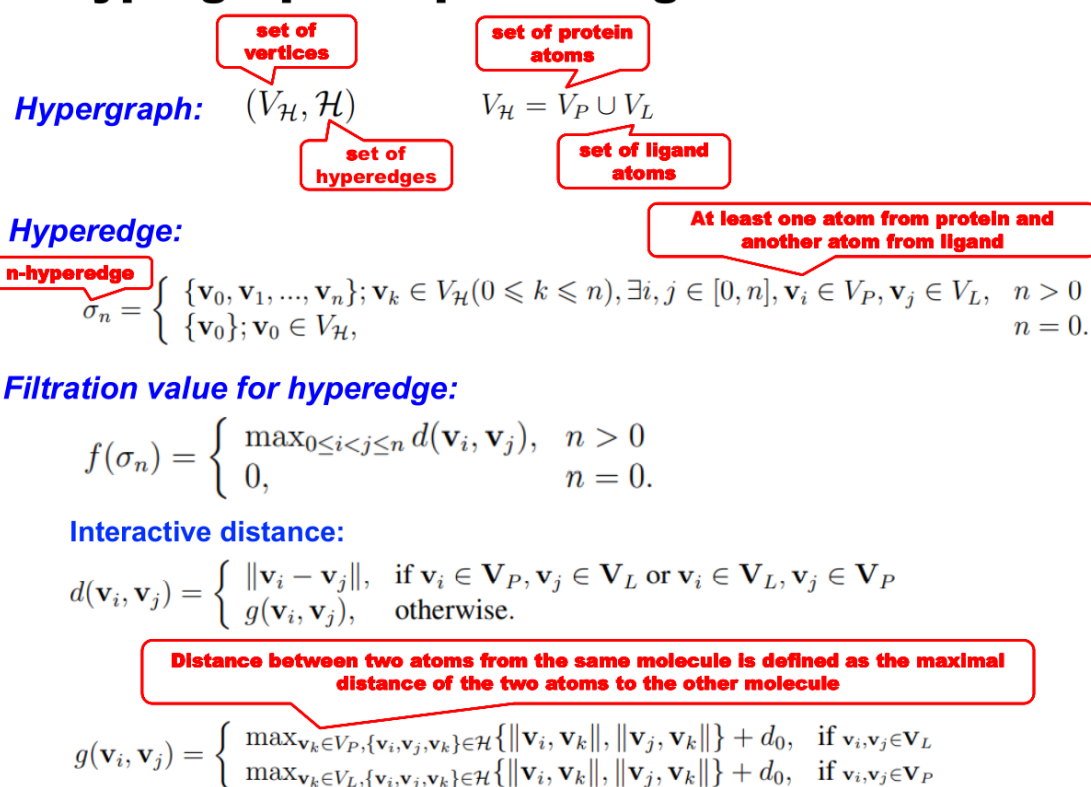 set of
vertices
set of protein
atoms
Hypergraph: (V_ℋ, ℋ) V_ℋ = V_P ∪ V_L
set of
hyperedges
set of ligand
atoms
Hyperedge:
At least one atom from protein and
another atom from ligand
n-hyperedge
σ_n = { {v_0, v_1, ..., v_n}; v_k ∈ V_ℋ(0 ⩽ k ⩽ n), ∃i, j ∈ [0, n], v_i ∈ V_P, v_j ∈ V_L, n > 0
{v_0}; v_0 ∈ V_ℋ, n = 0.
Filtration value for hyperedge:
f(σ_n) = { max_{0≤i<j≤n} d(v_i, v_j), n > 0
0, n = 0.
Interactive distance:
d(v_i, v_j) = { ‖v_i − v_j‖, if v_i ∈ V_P, v_j ∈ V_L or v_i ∈ V_L, v_j ∈ V_P
g(v_i, v_j), otherwise.
Distance between two atoms from the same molecule is defined as the maximal
distance of the two atoms to the other molecule
g(v_i, v_j) = { max_{v_k∈V_P,{v_i,v_j,v_k}∈ℋ}{‖v_i, v_k‖, ‖v_j, v_k‖} + d_0, if v_i,v_j∈V_L
max_{v_k∈V_L,{v_i,v_j,v_k}∈ℋ}{‖v_i, v_k‖, ‖v_j, v_k‖} + d_0, if v_i,v_j∈V_P